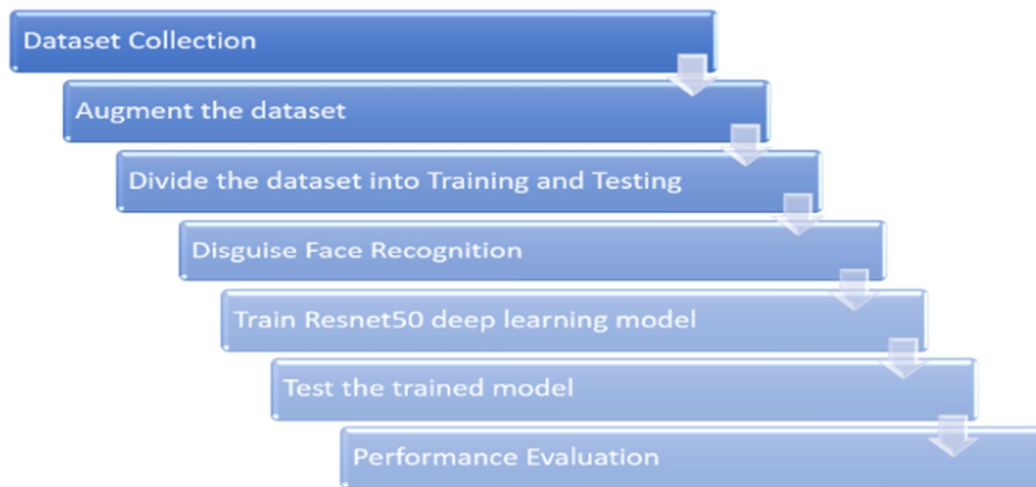 Dataset Collection
Augment the dataset
Divide the dataset into Training and Testing
Disguise Face Recognition
Train Resnet50 deep learning model
Test the trained model
Performance Evaluation